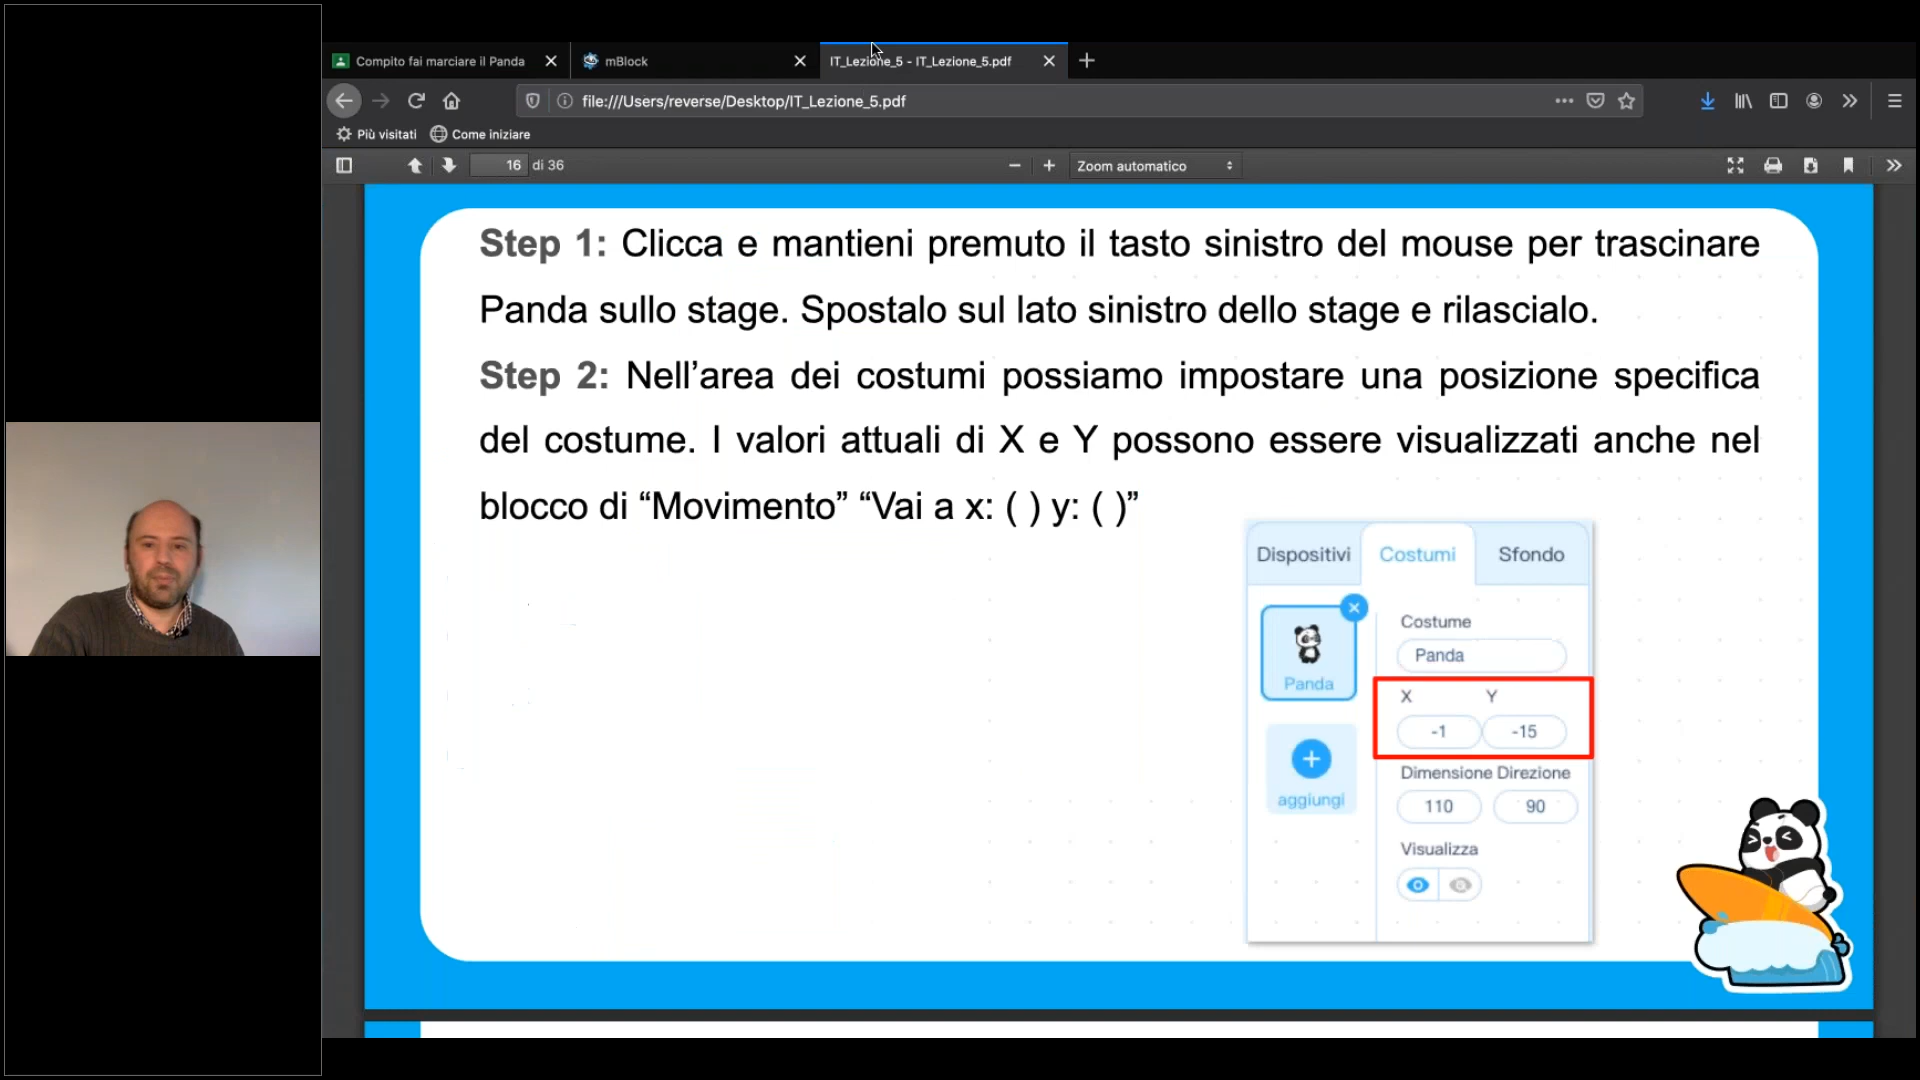 Compito fai marciare il Panda
mBlock
IT_Lezione_5 - IT_Lezione_5.pdf
file:///Users/reverse/Desktop/IT_Lezione_5.pdf
Più visitati
Come iniziare
16 di 36
Zoom automatico
Step 1: Clicca e mantieni premuto il tasto sinistro del mouse per trascinare
Panda sullo stage. Spostalo sul lato sinistro dello stage e rilascialo.
Step 2: Nell’area dei costumi possiamo impostare una posizione specifica
del costume. I valori attuali di X e Y possono essere visualizzati anche nel
blocco di “Movimento” “Vai a x: ( ) y: ( )”
Dispositivi Costumi Sfondo
Costume
Panda
Panda
X Y
-1 -15
aggiungi
Dimensione Direzione
110 90
Visualizza